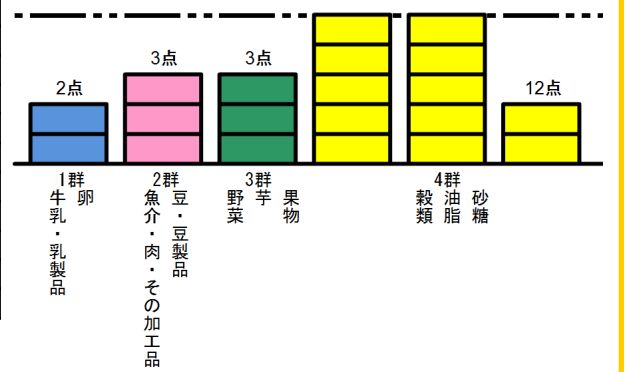 2点
3点
3点
12点
1群
卵
牛乳・乳製品
2群
豆・豆製品
魚介・肉・その加工品
3群
果物
芋
野菜
4群
砂糖
油脂
穀類